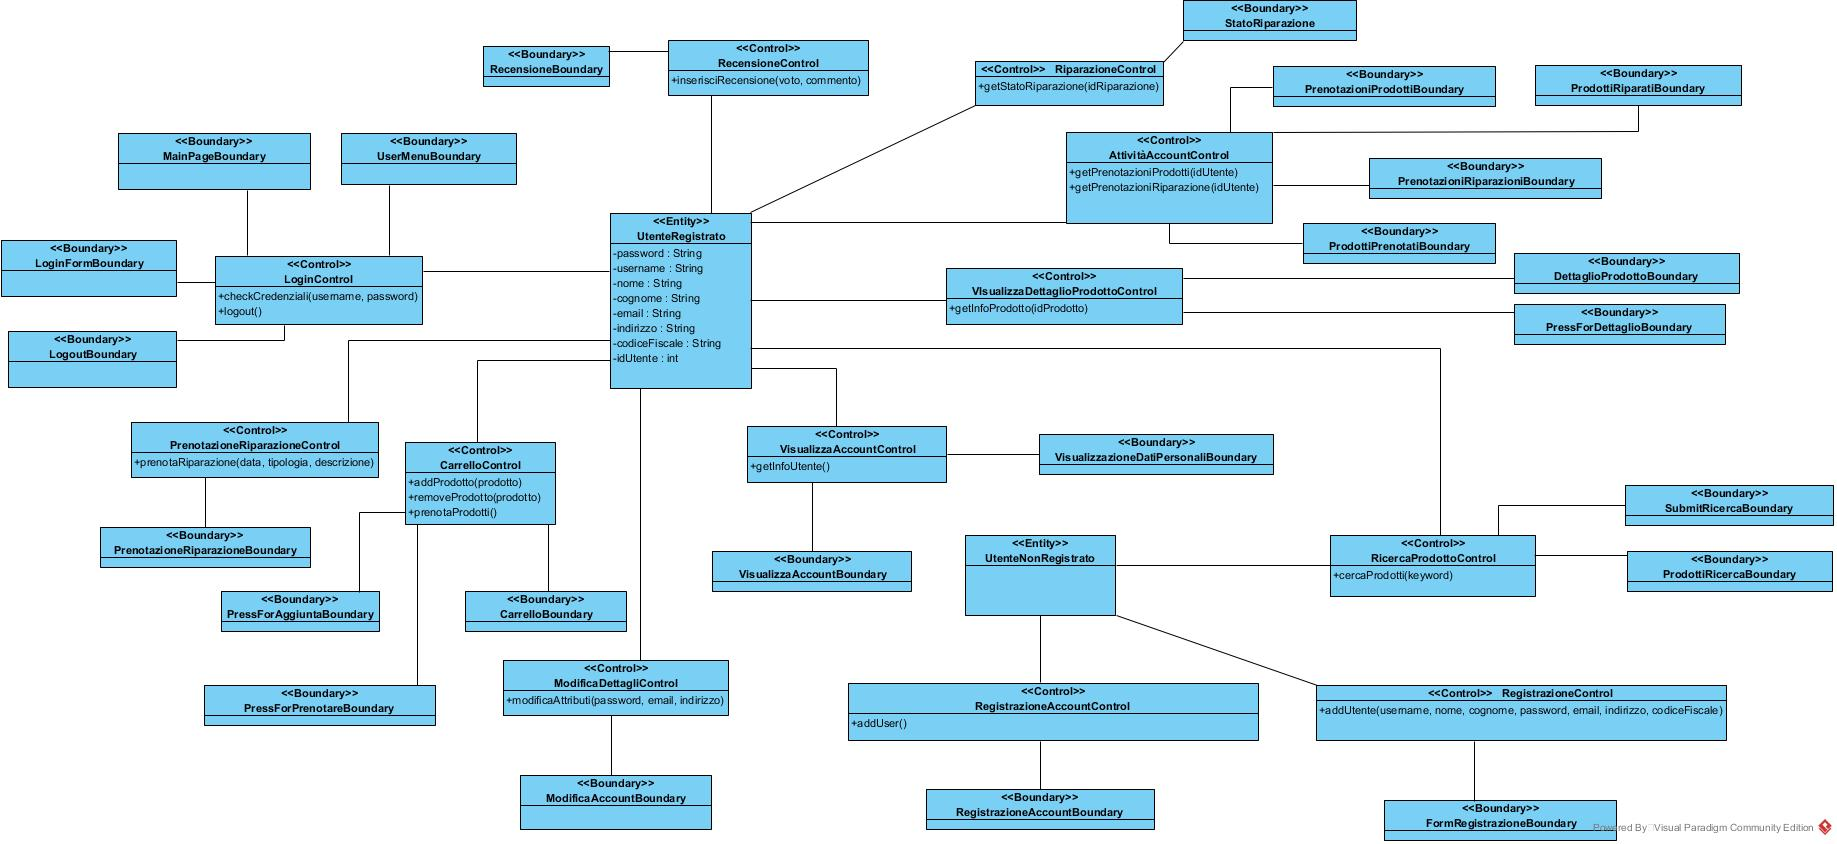 <<Boundary>>
StatoRiparazione
<<Boundary>>
RecensioneBoundary
<<Control>>
RecensioneControl
+inserisciRecensione(voto, commento)
<<Control>> RiparazioneControl
+getStatoRiparazione(idRiparazione)
<<Boundary>>
PrenotazioniProdottiBoundary
<<Boundary>>
ProdottiRiparatiBoundary
<<Boundary>>
MainPageBoundary
<<Boundary>>
UserMenuBoundary
<<Control>>
AttivitàAccountControl
+getPrenotazioniProdotti(idUtente)
+getPrenotazioniRiparazione(idUtente)
<<Boundary>>
PrenotazioniRiparazioniBoundary
<<Boundary>>
ProdottiPrenotatiBoundary
<<Entity>>
UtenteRegistrato
-password : String
-username : String
-nome : String
-cognome : String
-email : String
-indirizzo : String
-codiceFiscale : String
-idUtente : int
<<Boundary>>
LoginFormBoundary
<<Control>>
LoginControl
+checkCredenziali(username, password)
+logout()
<<Boundary>>
LogoutBoundary
<<Control>>
VIsualizzaDettaglioProdottoControl
+getInfoProdotto(idProdotto)
<<Boundary>>
DettaglioProdottoBoundary
<<Boundary>>
PressForDettaglioBoundary
<<Control>>
PrenotazioneRiparazioneControl
+prenotaRiparazione(data, tipologia, descrizione)
<<Control>>
CarrelloControl
+addProdotto(prodotto)
+removeProdotto(prodotto)
+prenotaProdotti()
<<Control>>
VisualizzaAccountControl
+getInfoUtente()
<<Boundary>>
VisualizzazioneDatiPersonaliBoundary
<<Boundary>>
SubmitRicercaBoundary
<<Boundary>>
PrenotazioneRiparazioneBoundary
<<Boundary>>
VisualizzaAccountBoundary
<<Entity>>
UtenteNonRegistrato
<<Control>>
RicercaProdottoControl
+cercaProdotti(keyword)
<<Boundary>>
ProdottiRicercaBoundary
<<Boundary>>
PressForAggiuntaBoundary
<<Boundary>>
CarrelloBoundary
<<Boundary>>
PressForPrenotareBoundary
<<Control>>
ModificaDettagliControl
+modificaAttributi(password, email, indirizzo)
<<Control>>
RegistrazioneAccountControl
+addUser()
<<Control>> RegistrazioneControl
+addUtente(username, nome, cognome, password, email, indirizzo, codiceFiscale)
<<Boundary>>
ModificaAccountBoundary
<<Boundary>>
RegistrazioneAccountBoundary
<<Boundary>>
FormRegistrazioneBoundary
Powered By Visual Paradigm Community Edition